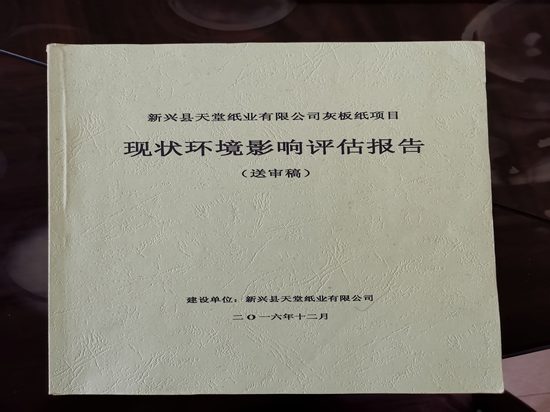 新兴县天堂纸业有限公司灰板纸项目
现状环境影响评估报告
（送审稿）
建设单位：新兴县天堂纸业有限公司
二〇一六年十二月